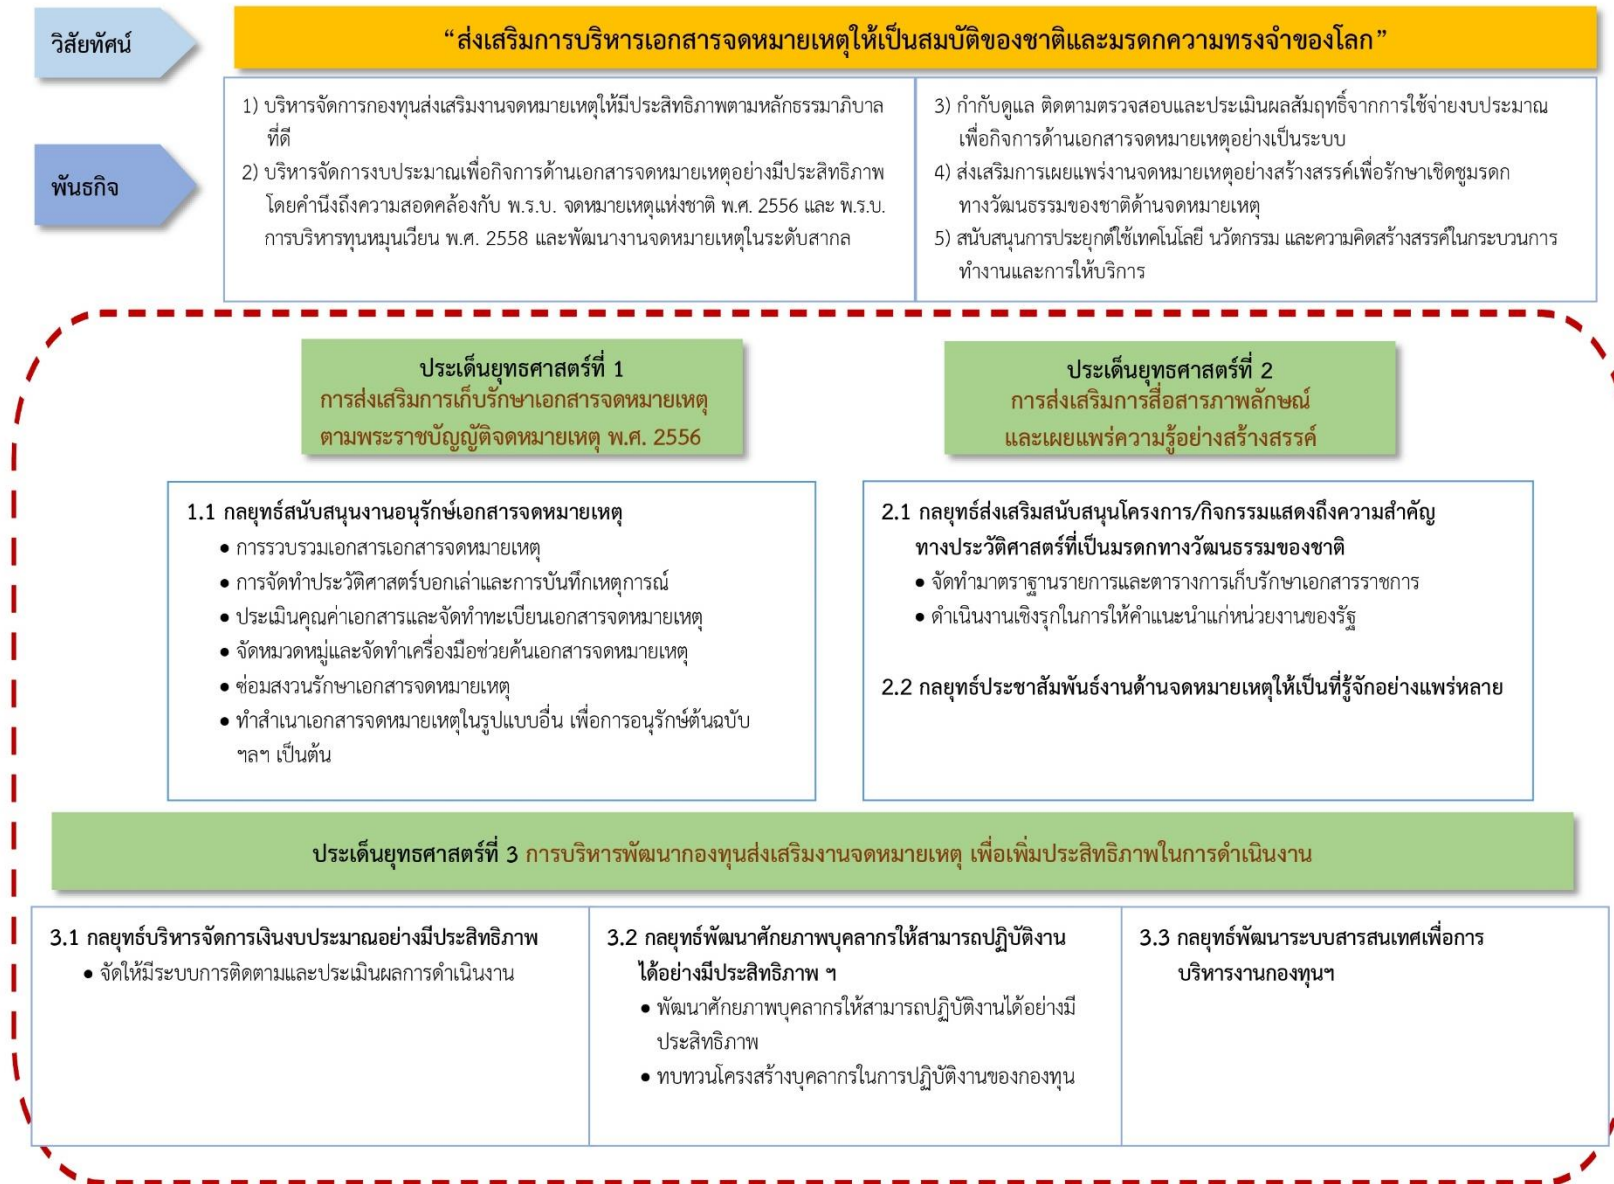 วิสัยทัศน์
“ส่งเสริมการบริหารเอกสารจดหมายเหตุให้เป็นสมบัติของชาติและมรดกความทรงจำของโลก”
พันธกิจ
1) บริหารจัดการกองทุนส่งเสริมงานจดหมายเหตุให้มีประสิทธิภาพตามหลักธรรมาภิบาล
ที่ดี
2) บริหารจัดการงบประมาณเพื่อกิจการด้านเอกสารจดหมายเหตุอย่างมีประสิทธิภาพ
โดยคำนึงถึงความสอดคล้องกับ พ.ร.บ. จดหมายเหตุแห่งชาติ พ.ศ. 2556 และ พ.ร.บ.
การบริหารทุนหมุนเวียน พ.ศ. 2558 และพัฒนางานจดหมายเหตุในระดับสากล
3) กำกับดูแล ติดตามตรวจสอบและประเมินผลสัมฤทธิ์จากการใช้จ่ายงบประมาณ
เพื่อกิจการด้านเอกสารจดหมายเหตุอย่างเป็นระบบ
4) ส่งเสริมการเผยแพร่งานจดหมายเหตุอย่างสร้างสรรค์เพื่อรักษาเชิดชูมรดก
ทางวัฒนธรรมของชาติด้านจดหมายเหตุ
5) สนับสนุนการประยุกต์ใช้เทคโนโลยี นวัตกรรม และความคิดสร้างสรรค์ในกระบวนการ
ทำงานและการให้บริการ
ประเด็นยุทธศาสตร์ที่ 1
การส่งเสริมการเก็บรักษาเอกสารจดหมายเหตุ
ตามพระราชบัญญัติจดหมายเหตุ พ.ศ. 2556
1.1 กลยุทธ์สนับสนุนงานอนุรักษ์เอกสารจดหมายเหตุ
• การรวบรวมเอกสารเอกสารจดหมายเหตุ
• การจัดทำประวัติศาสตร์บอกเล่าและการบันทึกเหตุการณ์
• ประเมินคุณค่าเอกสารและจัดทำทะเบียนเอกสารจดหมายเหตุ
• จัดหมวดหมู่และจัดทำเครื่องมือช่วยค้นเอกสารจดหมายเหตุ
• ซ่อมสงวนรักษาเอกสารจดหมายเหตุ
• ทำสำเนาเอกสารจดหมายเหตุในรูปแบบอื่น เพื่อการอนุรักษ์ต้นฉบับ
ฯลฯ เป็นต้น
ประเด็นยุทธศาสตร์ที่ 2
การส่งเสริมการสื่อสารภาพลักษณ์
และเผยแพร่ความรู้อย่างสร้างสรรค์
2.1 กลยุทธ์ส่งเสริมสนับสนุนโครงการ/กิจกรรมแสดงถึงความสำคัญ
ทางประวัติศาสตร์ที่เป็นมรดกทางวัฒนธรรมของชาติ
• จัดทำมาตราฐานรายการและตารางการเก็บรักษาเอกสารราชการ
• ดำเนินงานเชิงรุกในการให้คำแนะนำแก่หน่วยงานของรัฐ
2.2 กลยุทธ์ประชาสัมพันธ์งานด้านจดหมายเหตุให้เป็นที่รู้จักอย่างแพร่หลาย
ประเด็นยุทธศาสตร์ที่ 3 การบริหารพัฒนากองทุนส่งเสริมงานจดหมายเหตุ เพื่อเพิ่มประสิทธิภาพในการดำเนินงาน
3.1 กลยุทธ์บริหารจัดการเงินงบประมาณอย่างมีประสิทธิภาพ
• จัดให้มีระบบการติดตามและประเมินผลการดำเนินงาน
3.2 กลยุทธ์พัฒนาศักยภาพบุคลากรให้สามารถปฏิบัติงาน
ได้อย่างมีประสิทธิภาพ ฯ
• พัฒนาศักยภาพบุคลากรให้สามารถปฏิบัติงานได้อย่างมี
ประสิทธิภาพ
• ทบทวนโครงสร้างบุคลากรในการปฏิบัติงานของกองทุน
3.3 กลยุทธ์พัฒนาระบบสารสนเทศเพื่อการ
บริหารงานกองทุนฯ